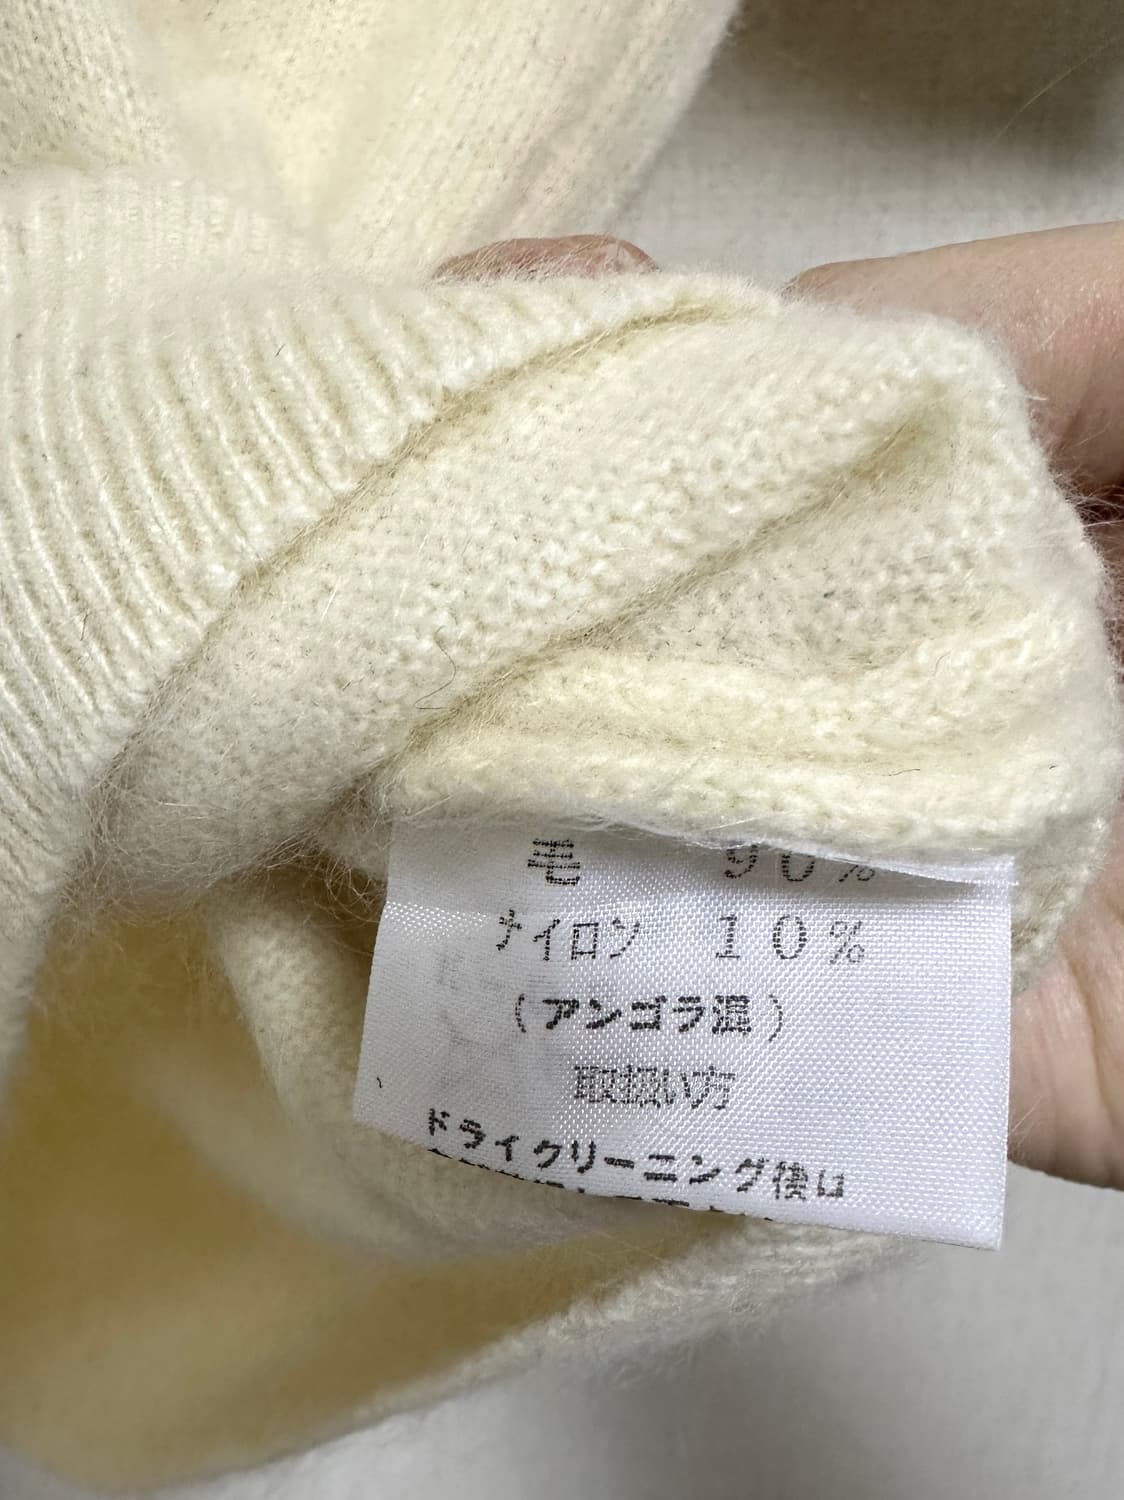 毛 90%
ナイロン 10%
(アンゴラ混)
取扱い方
ドライクリーニング後は